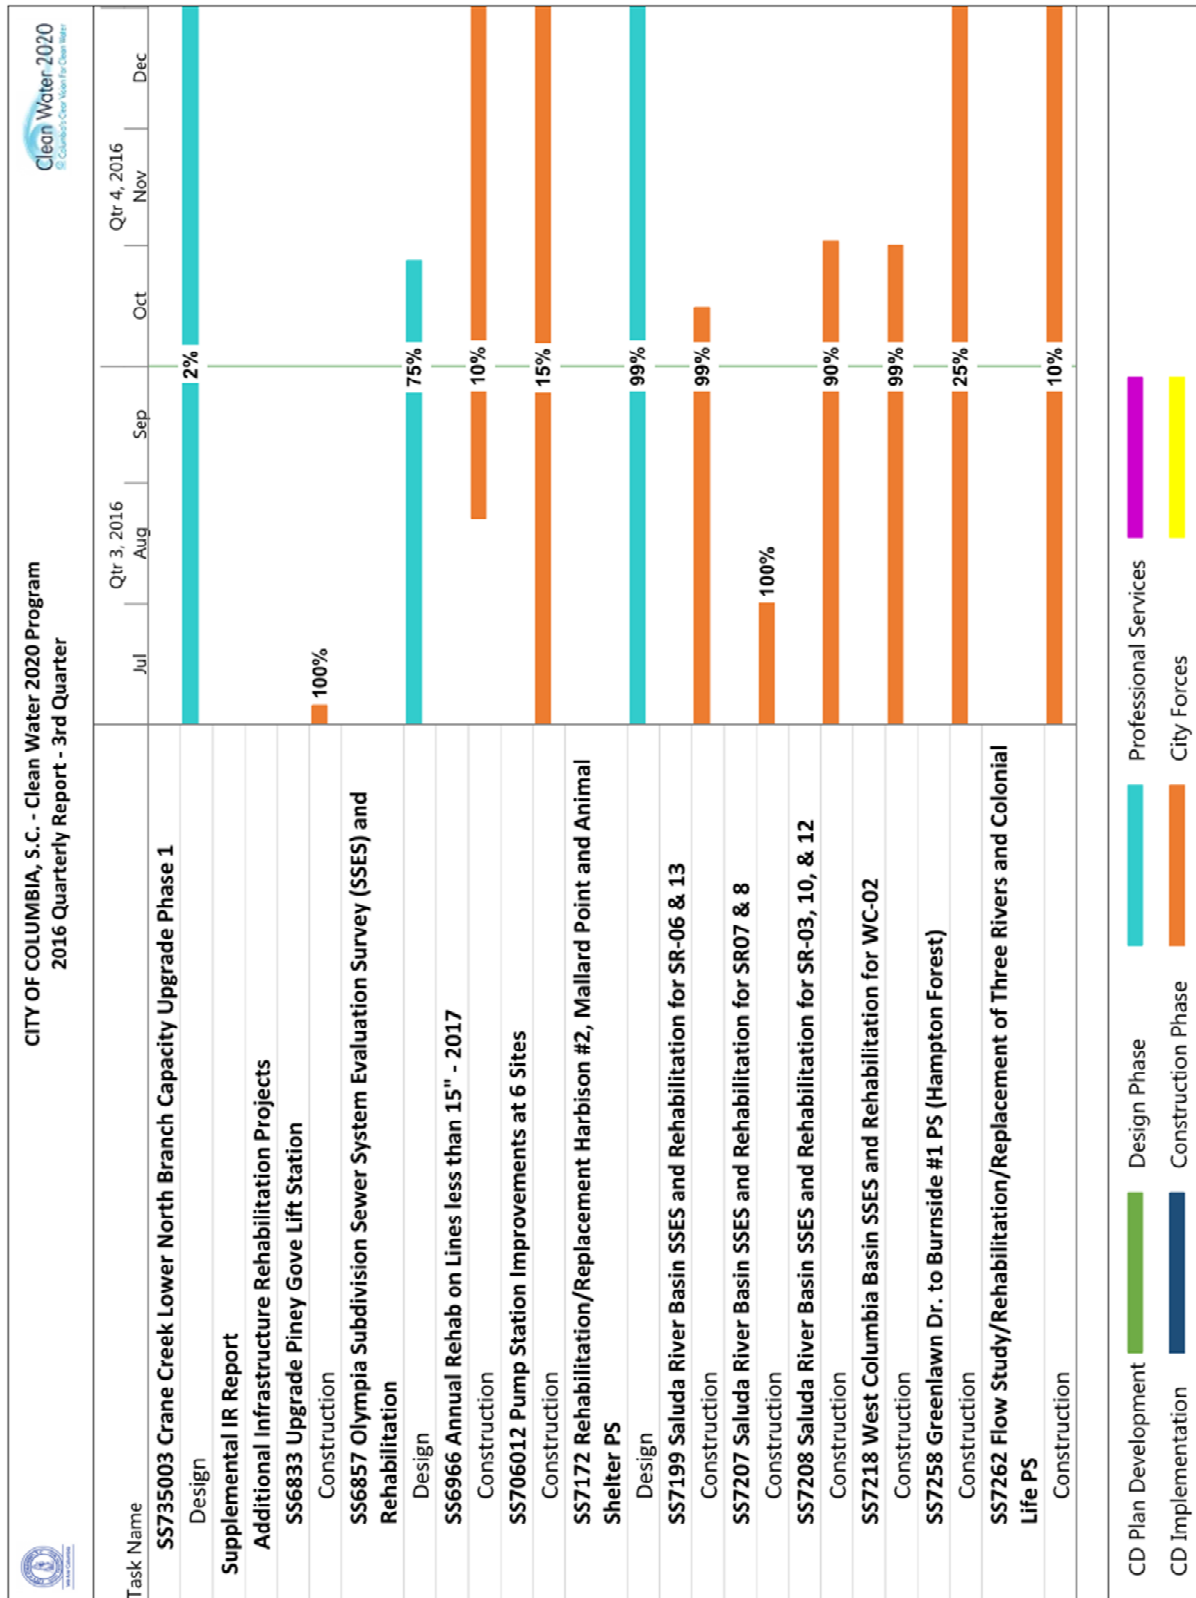 CITY OF COLUMBIA, S.C. - Clean Water 2020 Program
2016 Quarterly Report - 3rd Quarter
Clean Water 2020
Columbia's Clear Vision For Clean Water
Task Name
Qtr 3, 2016
Qtr 4, 2016
Jul
Aug
Sep
Oct
Nov
Dec
SS735003 Crane Creek Lower North Branch Capacity Upgrade Phase 1
Design
2%
Supplemental IR Report
Additional Infrastructure Rehabilitation Projects
SS6833 Upgrade Piney Gove Lift Station
Construction
100%
SS6857 Olympia Subdivision Sewer System Evaluation Survey (SSES) and
Rehabilitation
Design
75%
SS6966 Annual Rehab on Lines less than 15" - 2017
Construction
10%
SS706012 Pump Station Improvements at 6 Sites
Construction
15%
SS7172 Rehabilitation/Replacement Harbison #2, Mallard Point and Animal
Shelter PS
Design
99%
SS7199 Saluda River Basin SSES and Rehabilitation for SR-06 & 13
Construction
99%
SS7207 Saluda River Basin SSES and Rehabilitation for SR07 & 8
Construction
100%
SS7208 Saluda River Basin SSES and Rehabilitation for SR-03, 10, & 12
Construction
90%
SS7218 West Columbia Basin SSES and Rehabilitation for WC-02
Construction
99%
SS7258 Greenlawn Dr. to Burnside #1 PS (Hampton Forest)
Construction
25%
SS7262 Flow Study/Rehabilitation/Replacement of Three Rivers and Colonial
Life PS
Construction
10%
CD Plan Development
Design Phase
Professional Services
CD Implementation
Construction Phase
City Forces